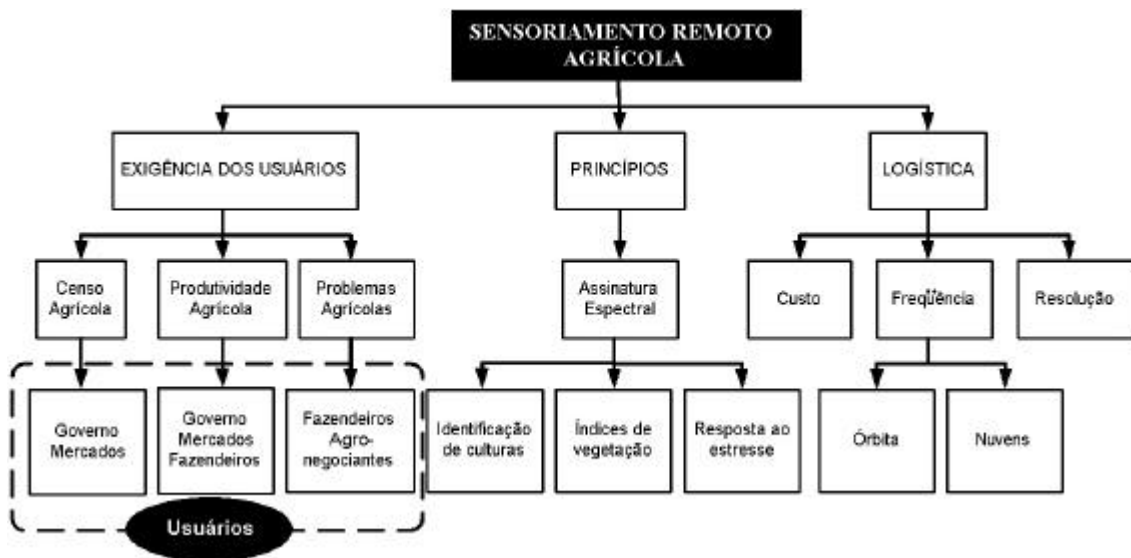 SENSORIAMENTO REMOTO
AGRÍCOLA
EXIGÊNCIA DOS USUÁRIOS
PRINCÍPIOS
LOGÍSTICA
Censo
Agrícola
Produtividade
Agrícola
Problemas
Agrícolas
Assinatura
Espectral
Custo
Freqüência
Resolução
Governo
Mercados
Governo
Mercados
Fazendeiros
Fazendeiros
Agro-
negociantes
Identificação
de culturas
Índices de
vegetação
Resposta ao
estresse
Órbita
Nuvens
Usuários